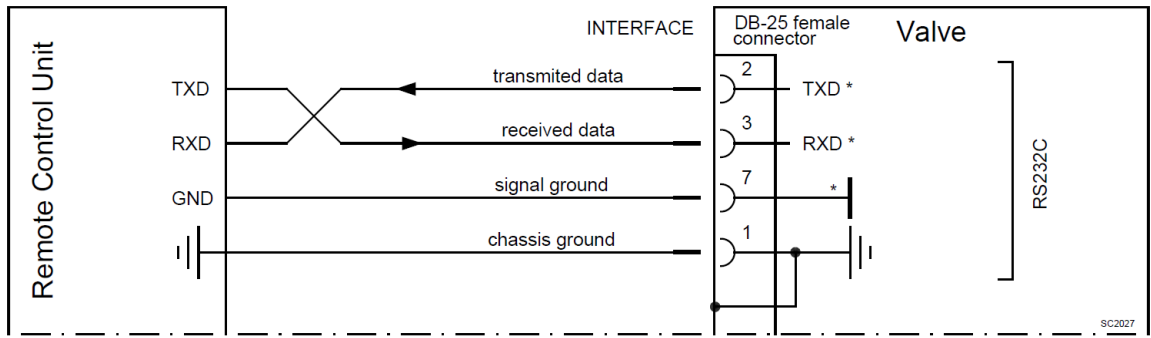 Remote Control Unit
INTERFACE
DB-25 female
connector
Valve
TXD
transmited data
2
TXD *
RXD
received data
3
RXD *
GND
signal ground
7
*
chassis ground
1
RS232C
SC2027